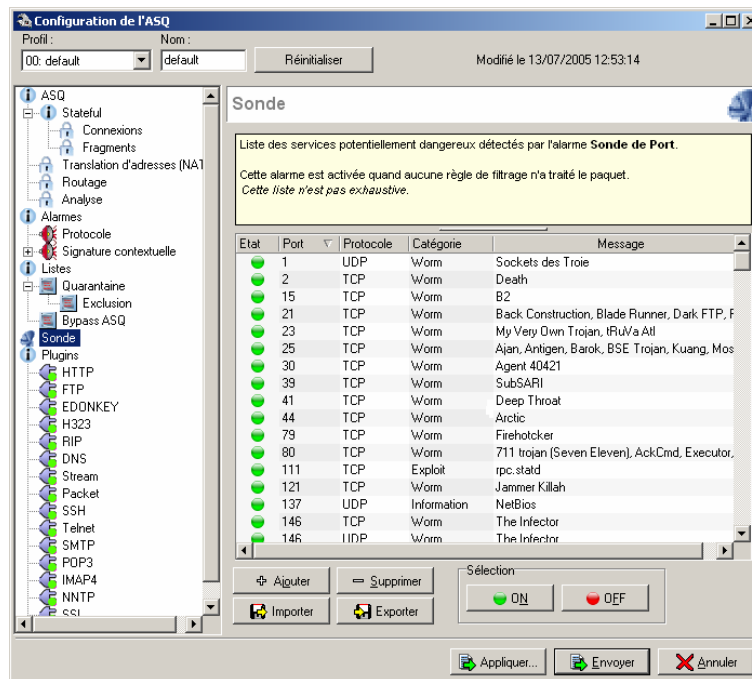 Configuration de l'ASQ
Profil :
Nom :
00: default
default
Réinitialiser
Modifié le 13/07/2005 12:53:14
ASQ
Stateful
Connexions
Fragments
Translation d'adresses (NAT
Routage
Analyse
Alarmes
Protocole
Signature contextuelle
Listes
Quarantaine
Exclusion
Bypass ASQ
Sonde
Plugins
HTTP
FTP
EDONKEY
H323
RIP
DNS
Stream
Packet
SSH
Telnet
SMTP
POP3
IMAP4
NNTP
SSL
Sonde
Liste des services potentiellement dangereux détectés par l'alarme Sonde de Port.
Cette alarme est activée quand aucune règle de filtrage n'a traité le paquet.
Cette liste n'est pas exhaustive.
Etat Port Protocole Catégorie Message
1 UDP Worm Sockets des Troie
2 TCP Worm Death
15 TCP Worm B2
21 TCP Worm Back Construction, Blade Runner, Dark FTP, F
23 TCP Worm My Very Own Trojan, tRuVa Atl
25 TCP Worm Ajan, Antigen, Barok, BSE Trojan, Kuang, Mos
30 TCP Worm Agent 40421
39 TCP Worm SubSARI
41 TCP Worm Deep Throat
44 TCP Worm Arctic
79 TCP Worm Firehotcker
80 TCP Worm 711 trojan (Seven Eleven), AckCmd, Executor,
111 TCP Exploit rpc.statd
121 TCP Worm Jammer Killah
137 UDP Information NetBios
146 TCP Worm The Infector
146 UDP Worm The Infector
Ajouter
Supprimer
Importer
Exporter
Sélection
ON
OFF
Appliquer...
Envoyer
Annuler